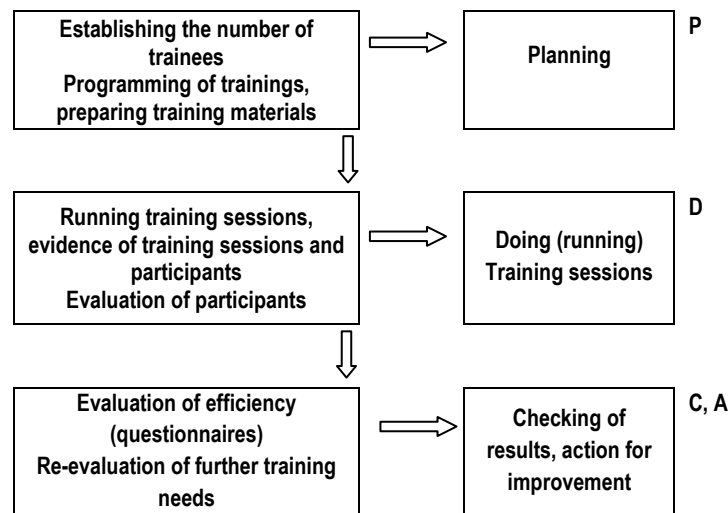 Establishing the number of
trainees
Programming of trainings,
preparing training materials
Planning
P
Running training sessions,
evidence of training sessions and
participants
Evaluation of participants
Doing (running)
Training sessions
D
Evaluation of efficiency
(questionnaires)
Re-evaluation of further training
needs
Checking of
results, action for
improvement
C, A